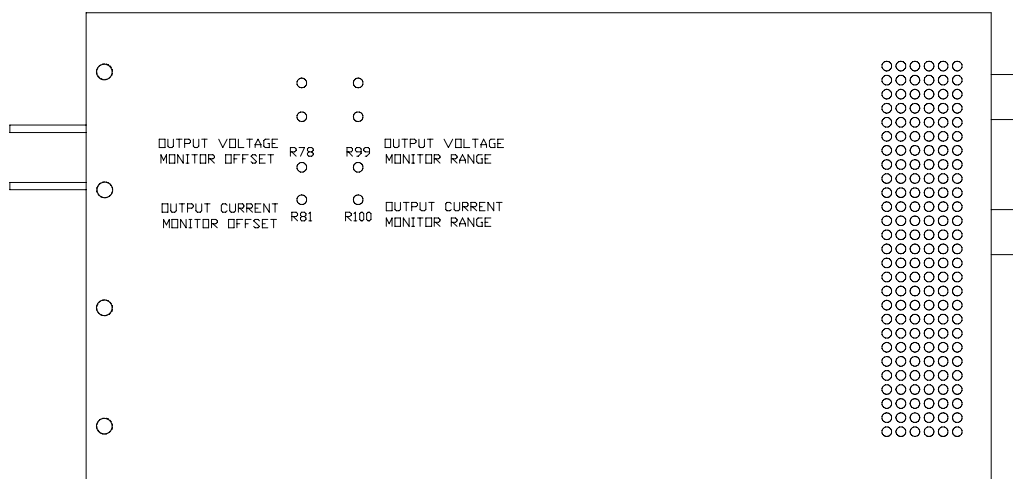 OUTPUT VOLTAGE
MONITOR OFFSET
R78
R99
OUTPUT VOLTAGE
MONITOR RANGE
OUTPUT CURRENT
MONITOR OFFSET
R81
R100
OUTPUT CURRENT
MONITOR RANGE